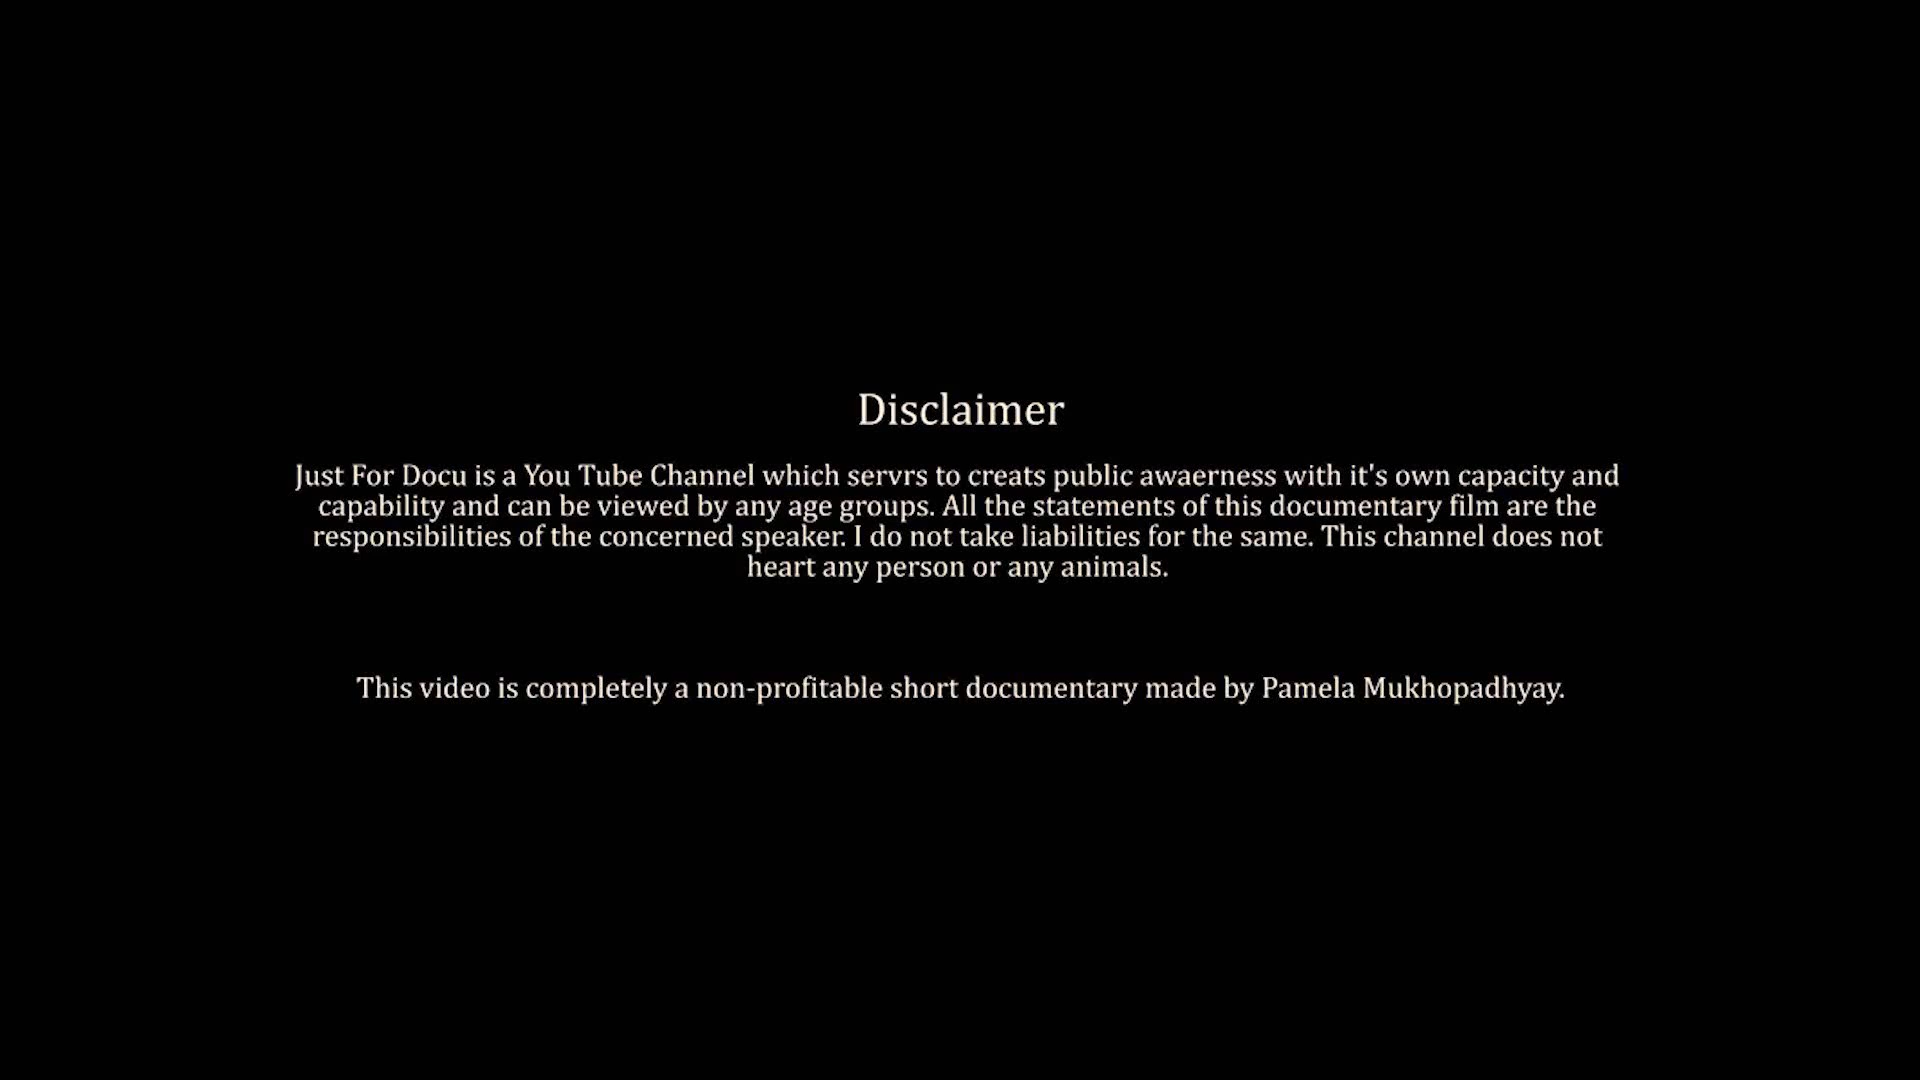 Disclaimer
Just For Docu is a You Tube Channel which servrs to creats public awaerness with it's own capacity and
capability and can be viewed by any age groups. All the statements of this documentary film are the
responsibilities of the concerned speaker. I do not take liabilities for the same. This channel does not
heart any person or any animals.
This video is completely a non-profitable short documentary made by Pamela Mukhopadhyay.